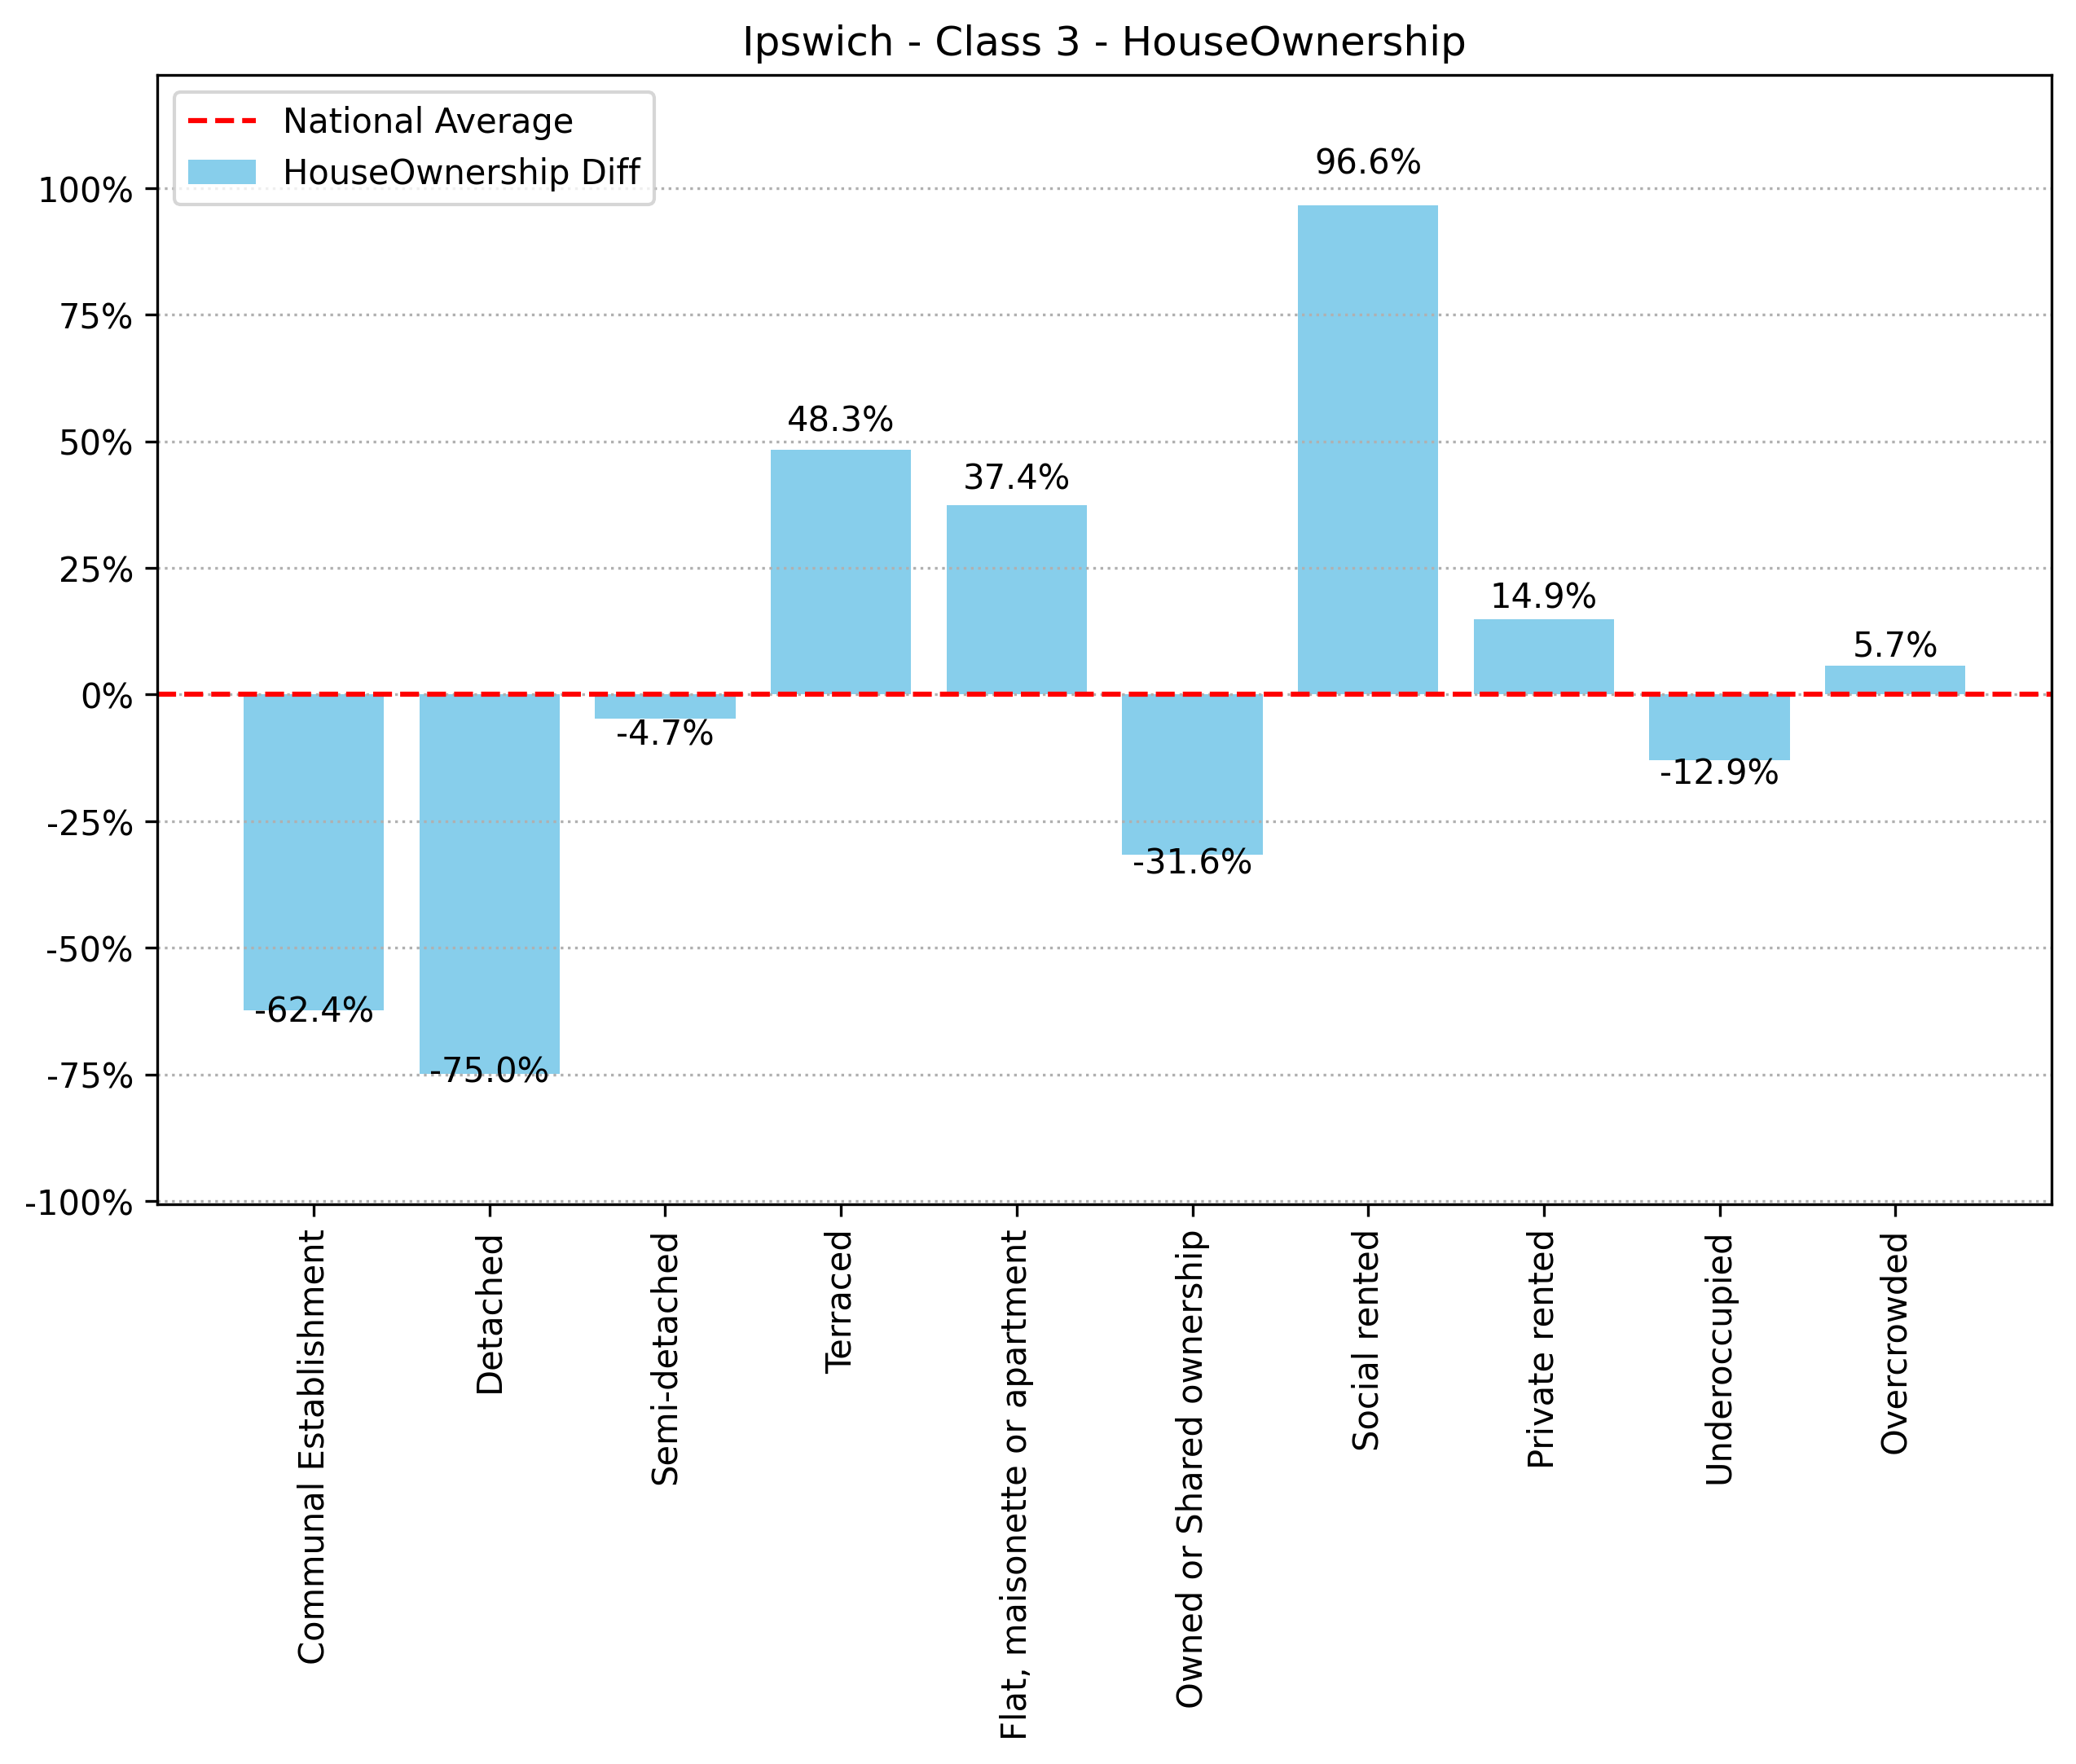 Ipswich - Class 3 - HouseOwnership
National Average
HouseOwnership Diff
100%
75%
50%
25%
0%
-25%
-50%
-75%
-100%
-62.4%
-75.0%
-4.7%
48.3%
37.4%
-31.6%
96.6%
14.9%
-12.9%
5.7%
Communal Establishment
Detached
Semi-detached
Terraced
Flat, maisonette or apartment
Owned or Shared ownership
Social rented
Private rented
Underoccupied
Overcrowded